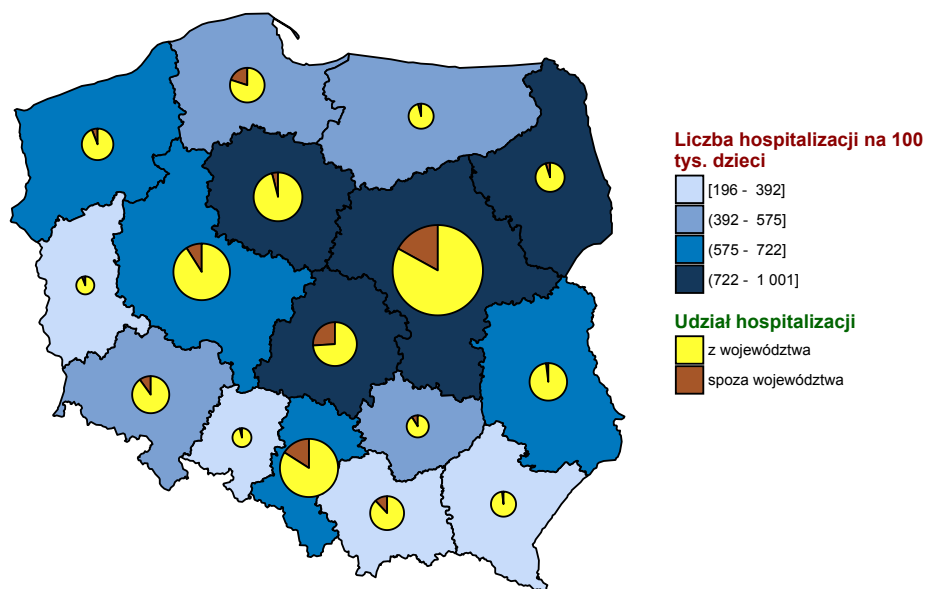 Liczba hospitalizacji na 100
tys. dzieci
[196 - 392]
(392 - 575]
(575 - 722]
(722 - 1 001]
Udział hospitalizacji
z województwa
spoza województwa